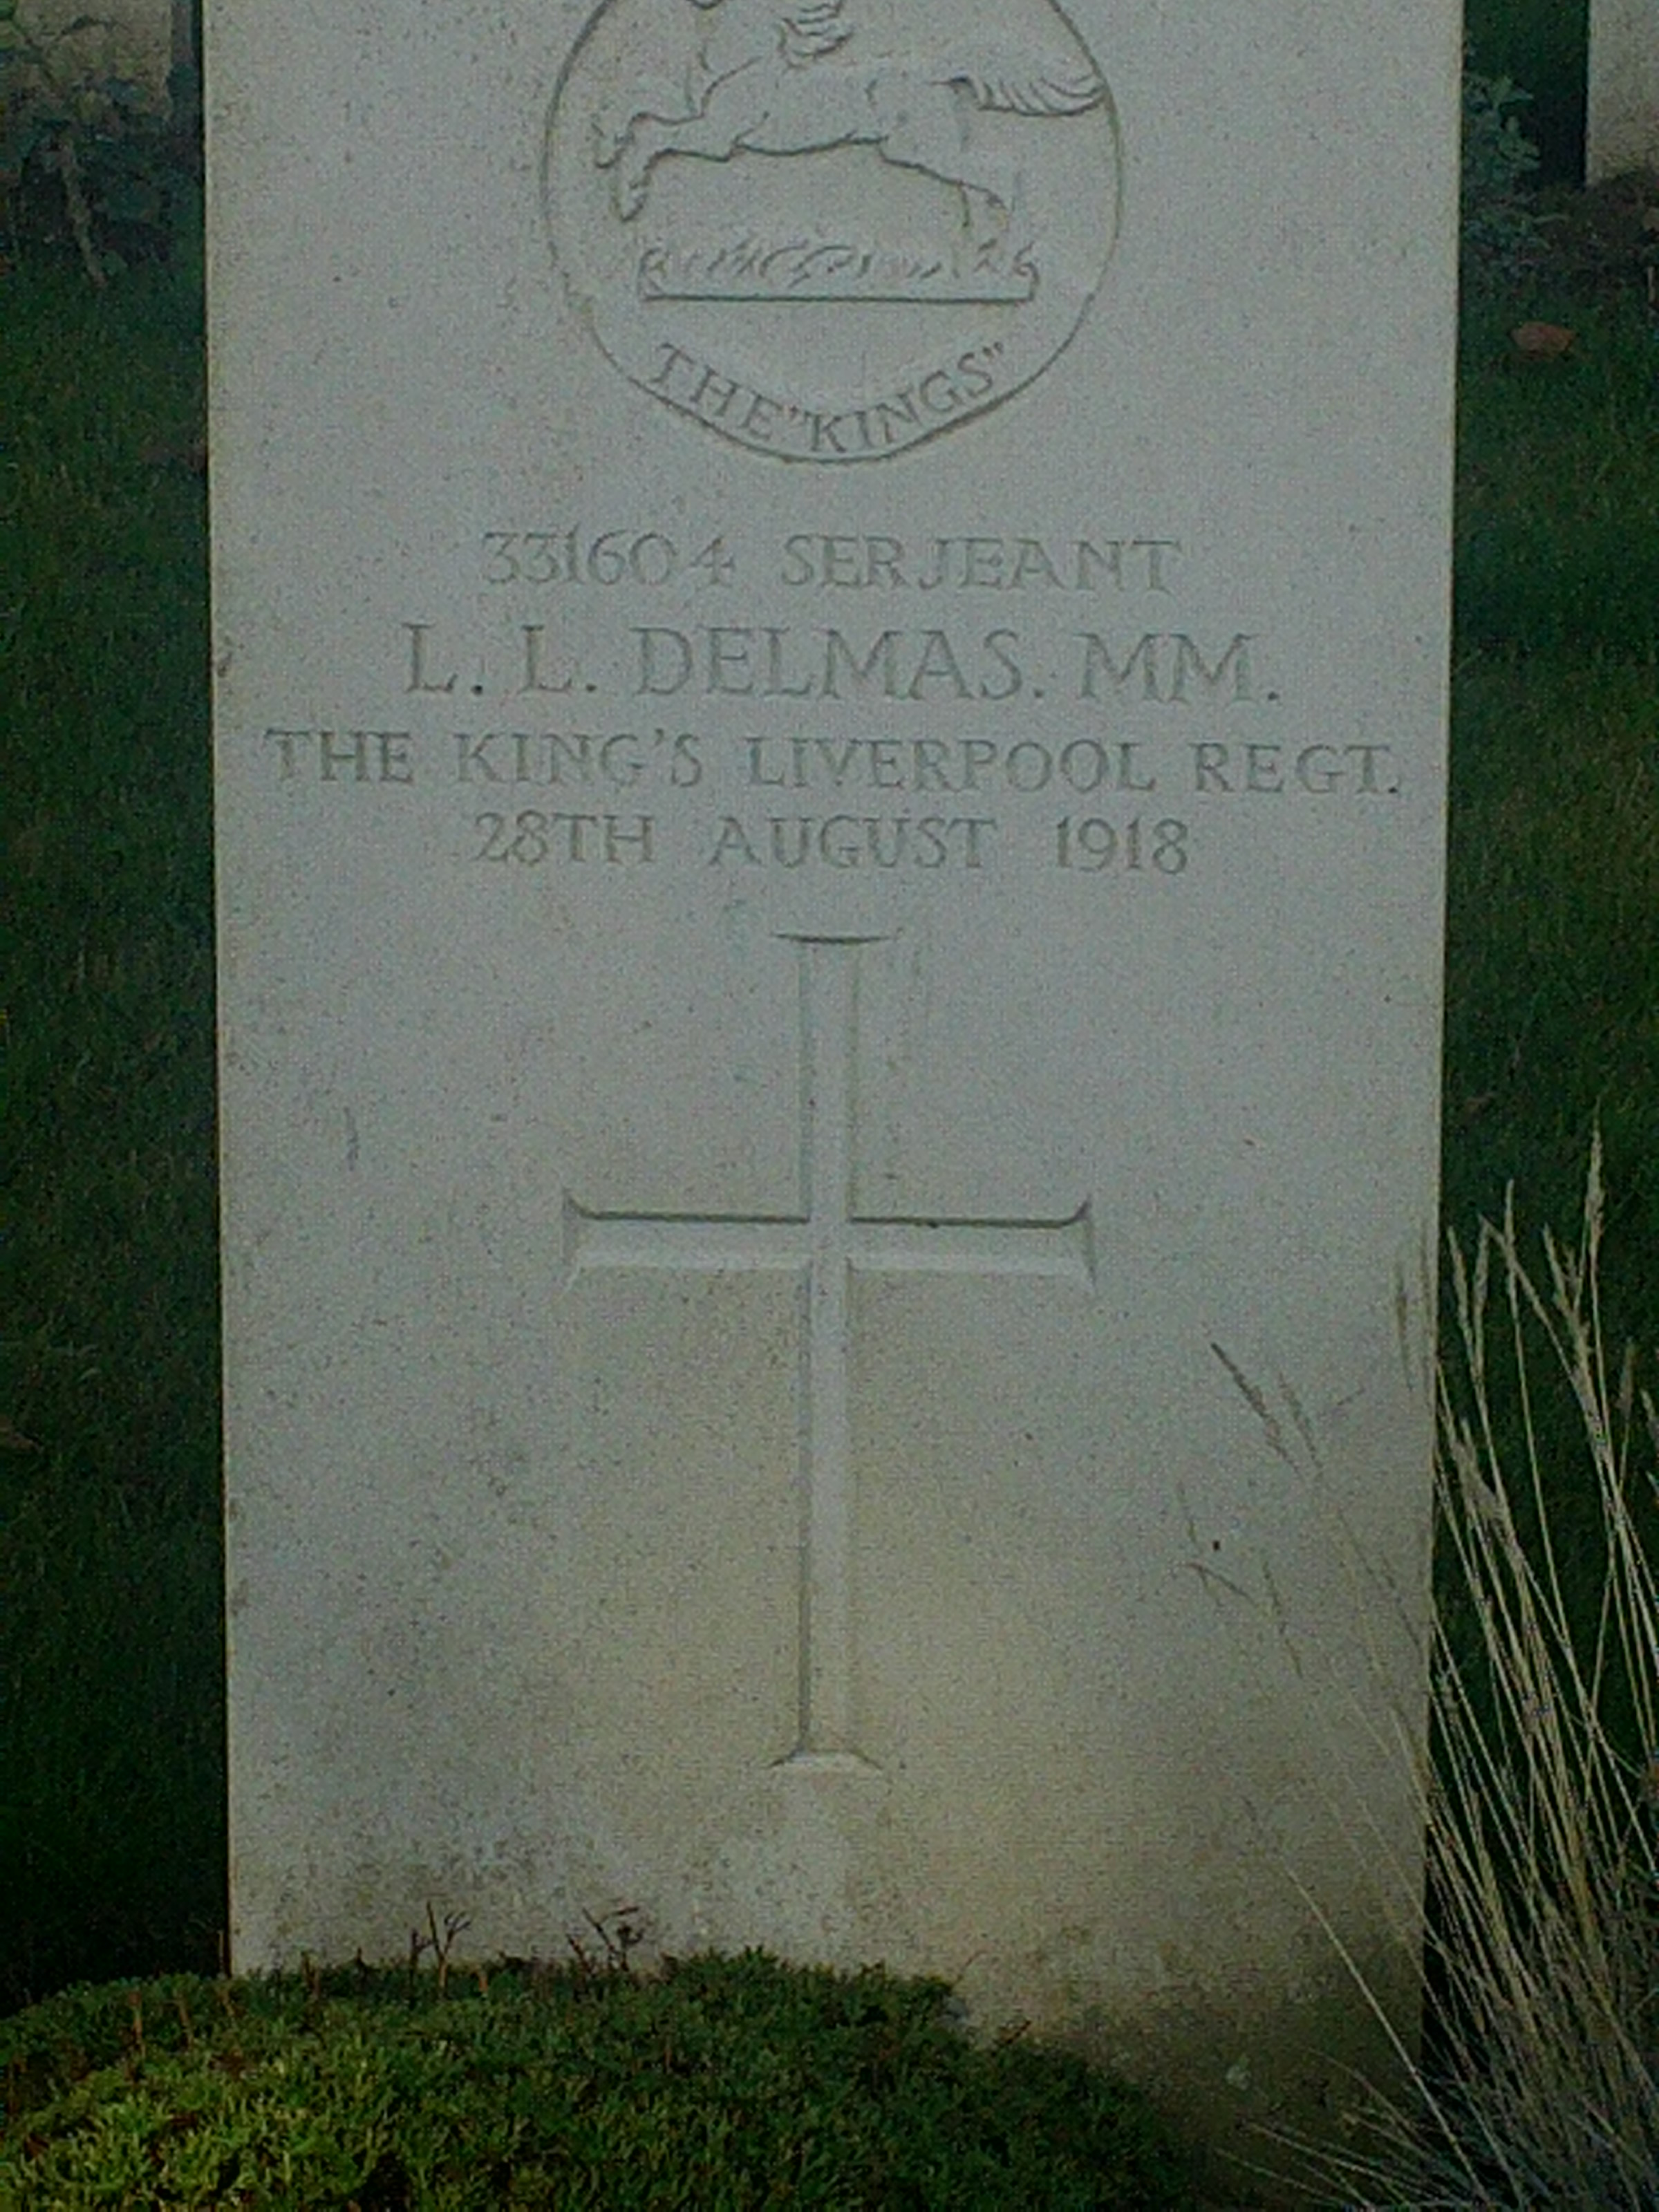 THE "KINGS"
331604 SERJEANT
L. L. DELMAS. MM.
THE KING'S LIVERPOOL REGT.
28TH AUGUST 1918